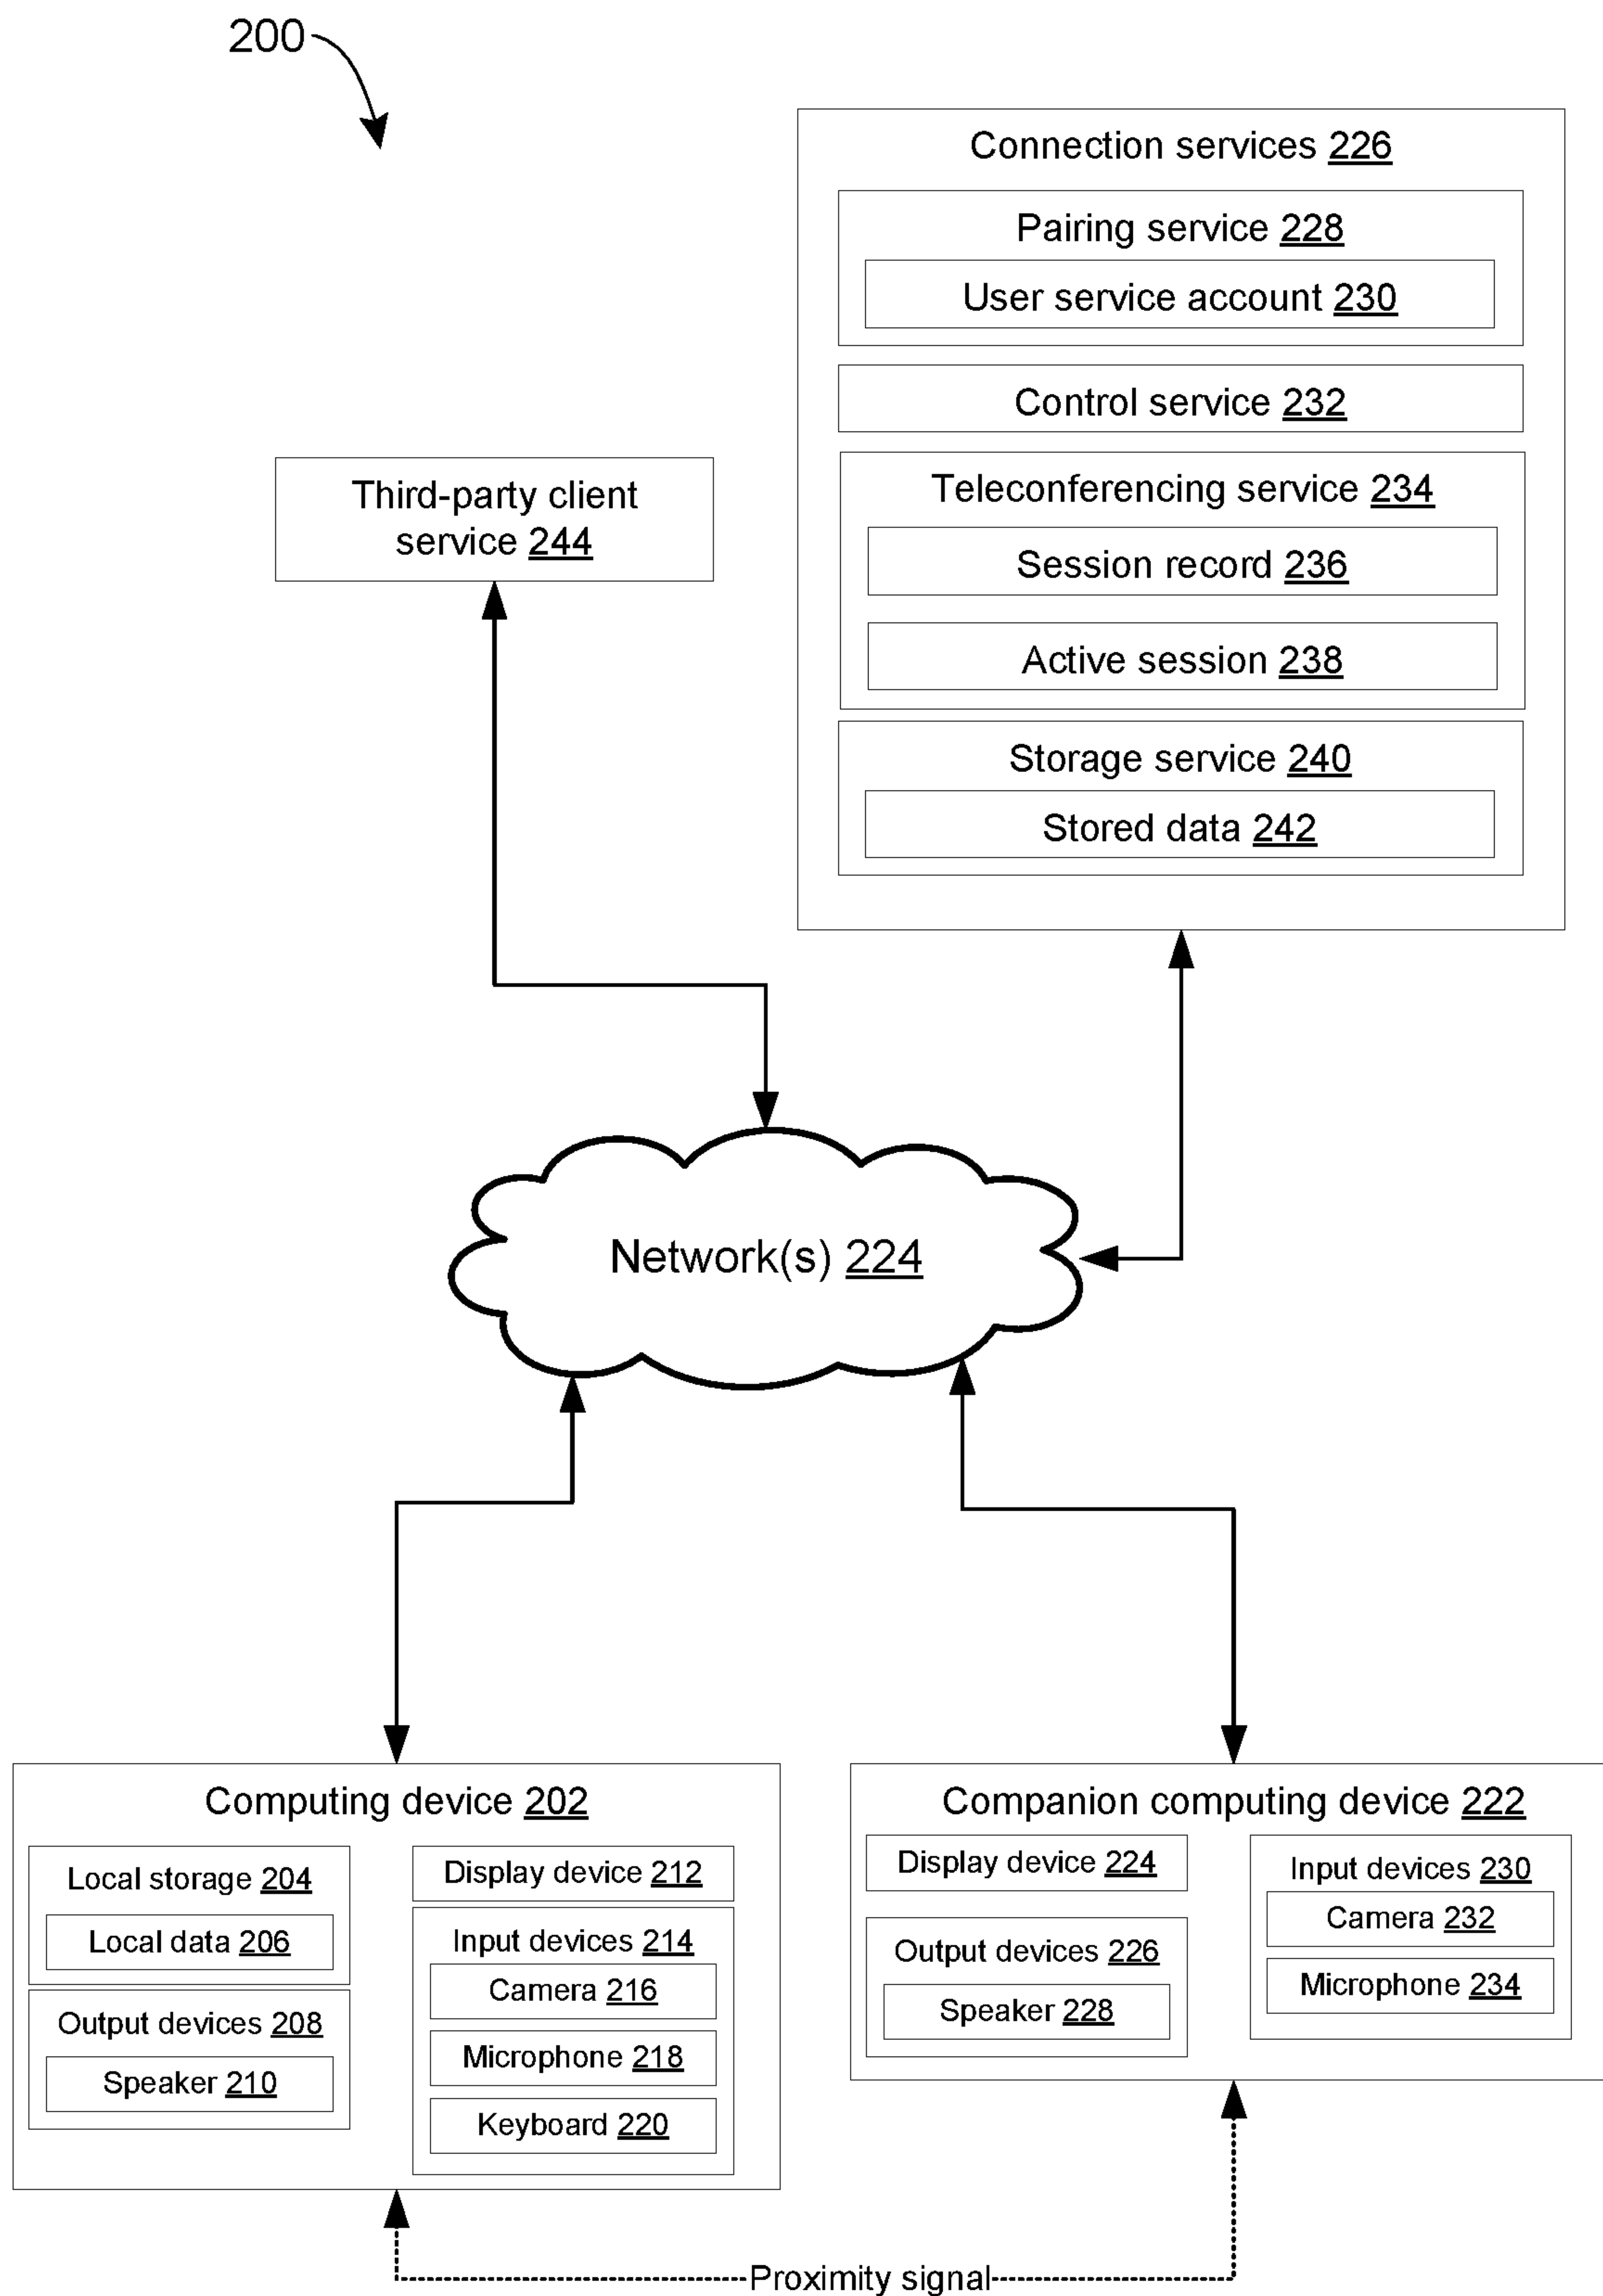 200
Connection services 226
Pairing service 228
User service account 230
Control service 232
Teleconferencing service 234
Session record 236
Active session 238
Storage service 240
Stored data 242
Third-party client
service 244
Network(s) 224
Computing device 202
Local storage 204
Local data 206
Output devices 208
Speaker 210
Display device 212
Input devices 214
Camera 216
Microphone 218
Keyboard 220
Companion computing device 222
Display device 224
Output devices 226
Speaker 228
Input devices 230
Camera 232
Microphone 234
Proximity signal